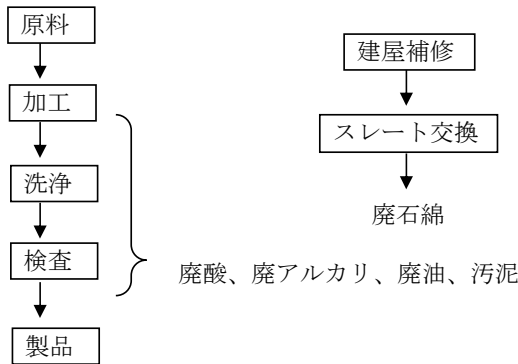 原料
加工
洗浄
検査
製品
廃酸、廃アルカリ、廃油、汚泥
建屋補修
スレート交換
廃石綿